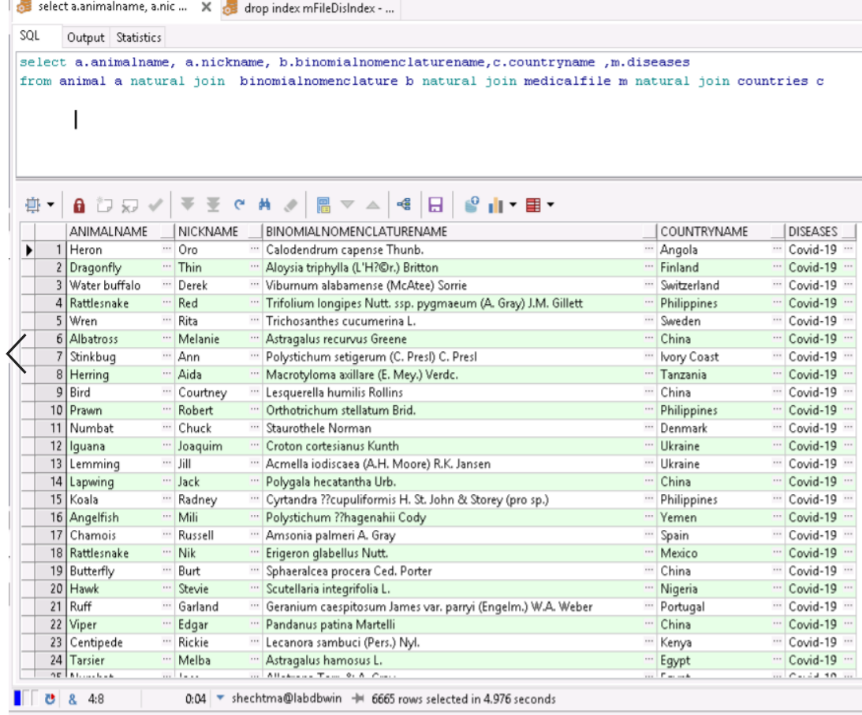 select a.animalname, a.nic ...
drop index mFileDisIndex - ...
SQL Output Statistics
select a.animalname, a.nickname, b.binomialnomenclaturename,c.countryname ,m.diseases
from animal a natural join  binomialnomenclature b natural join medicalfile m natural join countries c
ANIMALNAME NICKNAME BINOMIALNOMENCLATURENAME COUNTRYNAME DISEASES
1 Heron ... Oro ... Calodendrum capense Thunb. ... Angola ... Covid-19 ...
2 Dragonfly ... Thin ... Aloysia triphylla (L'H?©r.) Britton ... Finland ... Covid-19 ...
3 Water buffalo ... Derek ... Viburnum alabamense (McAtee) Sorrie ... Switzerland ... Covid-19 ...
4 Rattlesnake ... Red ... Trifolium longipes Nutt. ssp. pygmaeum (A. Gray) J.M. Gillett ... Philippines ... Covid-19 ...
5 Wren ... Rita ... Trichosanthes cucumerina L. ... Sweden ... Covid-19 ...
6 Albatross ... Melanie ... Astragalus recurvus Greene ... China ... Covid-19 ...
7 Stinkbug ... Ann ... Polystichum setigerum (C. Presl) C. Presl ... Ivory Coast ... Covid-19 ...
8 Herring ... Aida ... Macrotyloma axillare (E. Mey.) Verdc. ... Tanzania ... Covid-19 ...
9 Bird ... Courtney ... Lesquerella humilis Rollins ... China ... Covid-19 ...
10 Prawn ... Robert ... Orthotrichum stellatum Brid. ... Philippines ... Covid-19 ...
11 Numbat ... Chuck ... Staurothele Norman ... Denmark ... Covid-19 ...
12 Iguana ... Joaquim ... Croton cortesianus Kunth ... Ukraine ... Covid-19 ...
13 Lemming ... Jill ... Acmella iodiscaea (A.H. Moore) R.K. Jansen ... Ukraine ... Covid-19 ...
14 Lapwing ... Jack ... Polygala hecatantha Urb. ... China ... Covid-19 ...
15 Koala ... Radney ... Cyrtandra ??cupuliformis H. St. John & Storey (pro sp.) ... Philippines ... Covid-19 ...
16 Angelfish ... Mili ... Polystichum ??hagenahii Cody ... Yemen ... Covid-19 ...
17 Chamois ... Russell ... Amsonia palmeri A. Gray ... Spain ... Covid-19 ...
18 Rattlesnake ... Nik ... Erigeron glabellus Nutt. ... Mexico ... Covid-19 ...
19 Butterfly ... Burt ... Sphaeralcea procera Ced. Porter ... China ... Covid-19 ...
20 Hawk ... Stevie ... Scutellaria integrifolia L. ... Nigeria ... Covid-19 ...
21 Ruff ... Garland ... Geranium caespitosum James var. parryi (Engelm.) W.A. Weber ... Portugal ... Covid-19 ...
22 Viper ... Edgar ... Pandanus patina Martelli ... China ... Covid-19 ...
23 Centipede ... Rickie ... Lecanora sambuci (Pers.) Nyl. ... Kenya ... Covid-19 ...
24 Tarsier ... Melba ... Astragalus hamosus L. ... Egypt ... Covid-19 ...
& 4:8 0:04 shechtma@labdbwin 6665 rows selected in 4.976 seconds